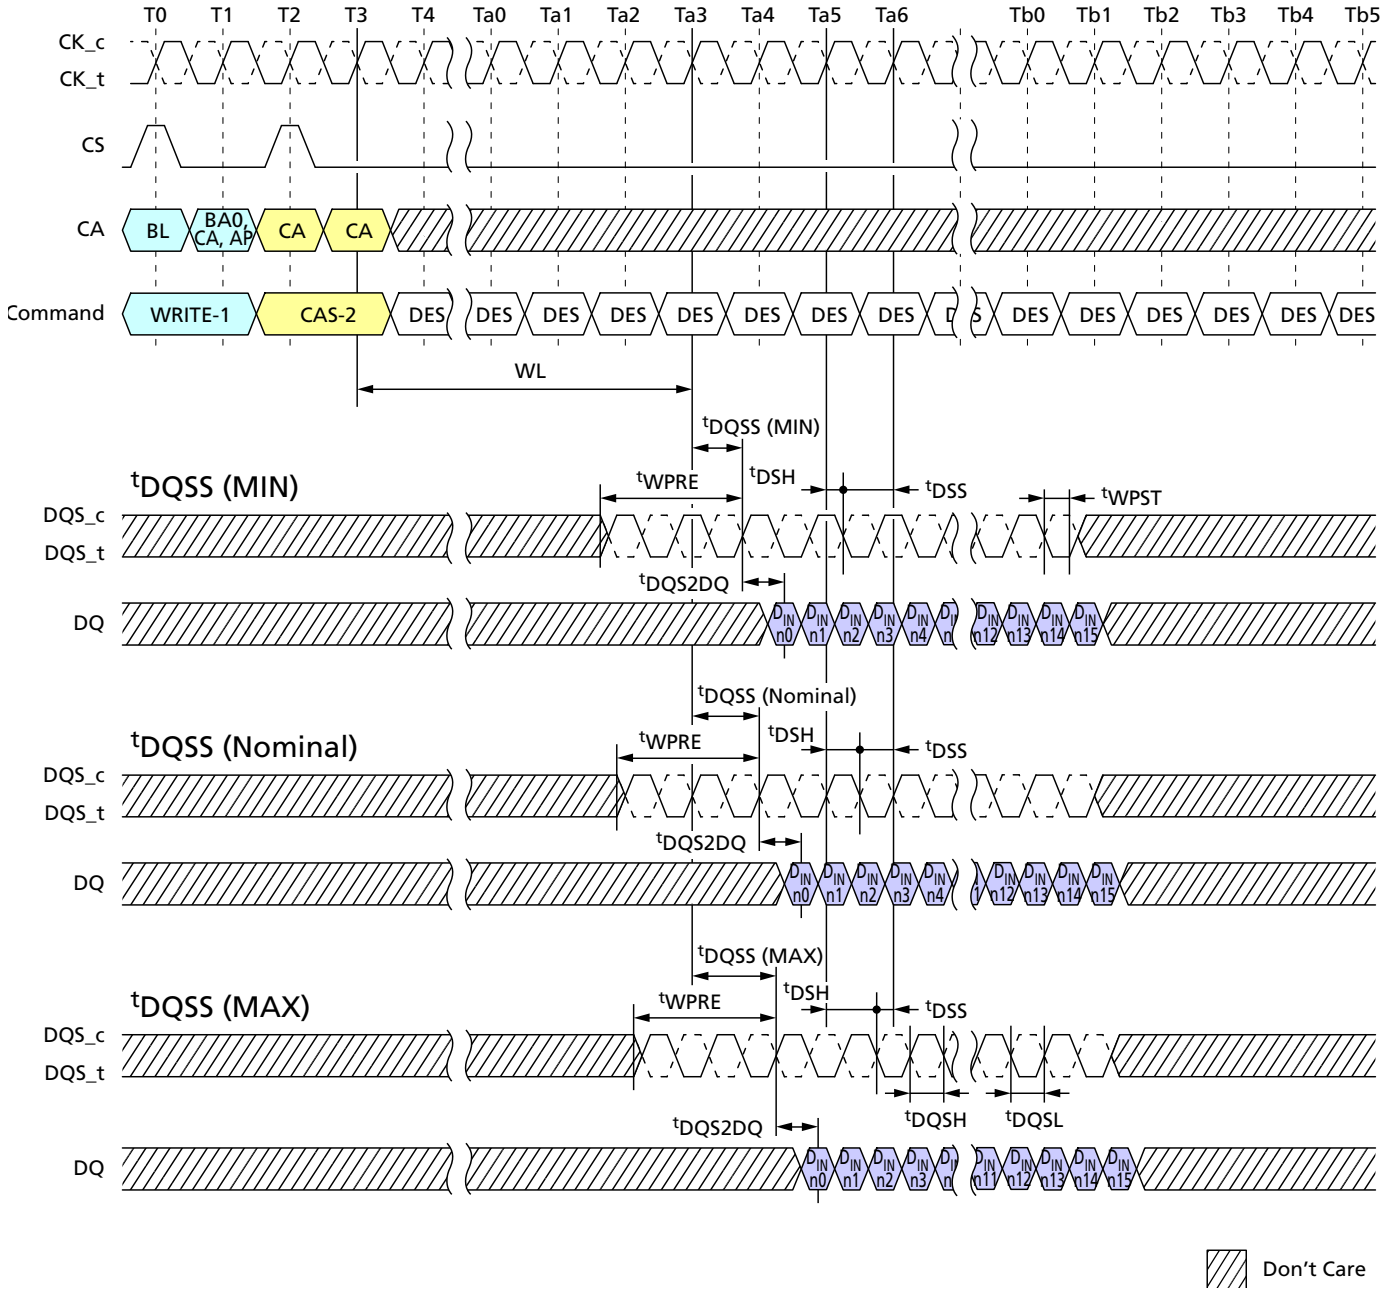 T0 T1 T2 T3 T4 Ta0 Ta1 Ta2 Ta3 Ta4 Ta5 Ta6 Tb0 Tb1 Tb2 Tb3 Tb4 Tb5
CK_c
CK_t
CS
CA BL BA0, CA, AP CA CA
Command WRITE-1 CAS-2 DES DES DES DES DES DES DES DES DES DES DES DES DES DES
WL
tDQSS (MIN)
tDQSS (MIN) tWPRE tDSH tDSS tWPST
DQS_c
DQS_t
tDQS2DQ
DQ DIN n0 DIN n1 DIN n2 DIN n3 DIN n4 DIN n DIN n12 DIN n13 DIN n14 DIN n15
tDQSS (Nominal)
tDQSS (Nominal) tWPRE tDSH tDSS
DQS_c
DQS_t
tDQS2DQ
DQ DIN n0 DIN n1 DIN n2 DIN n3 DIN n4 DIN n12 DIN n13 DIN n14 DIN n15
tDQSS (MAX)
tDQSS (MAX) tWPRE tDSH tDSS
DQS_c
DQS_t
tDQSH tDQSL
tDQS2DQ
DQ DIN n0 DIN n1 DIN n2 DIN n3 DIN n DIN n11 DIN n12 DIN n13 DIN n14 DIN n15
Don't Care